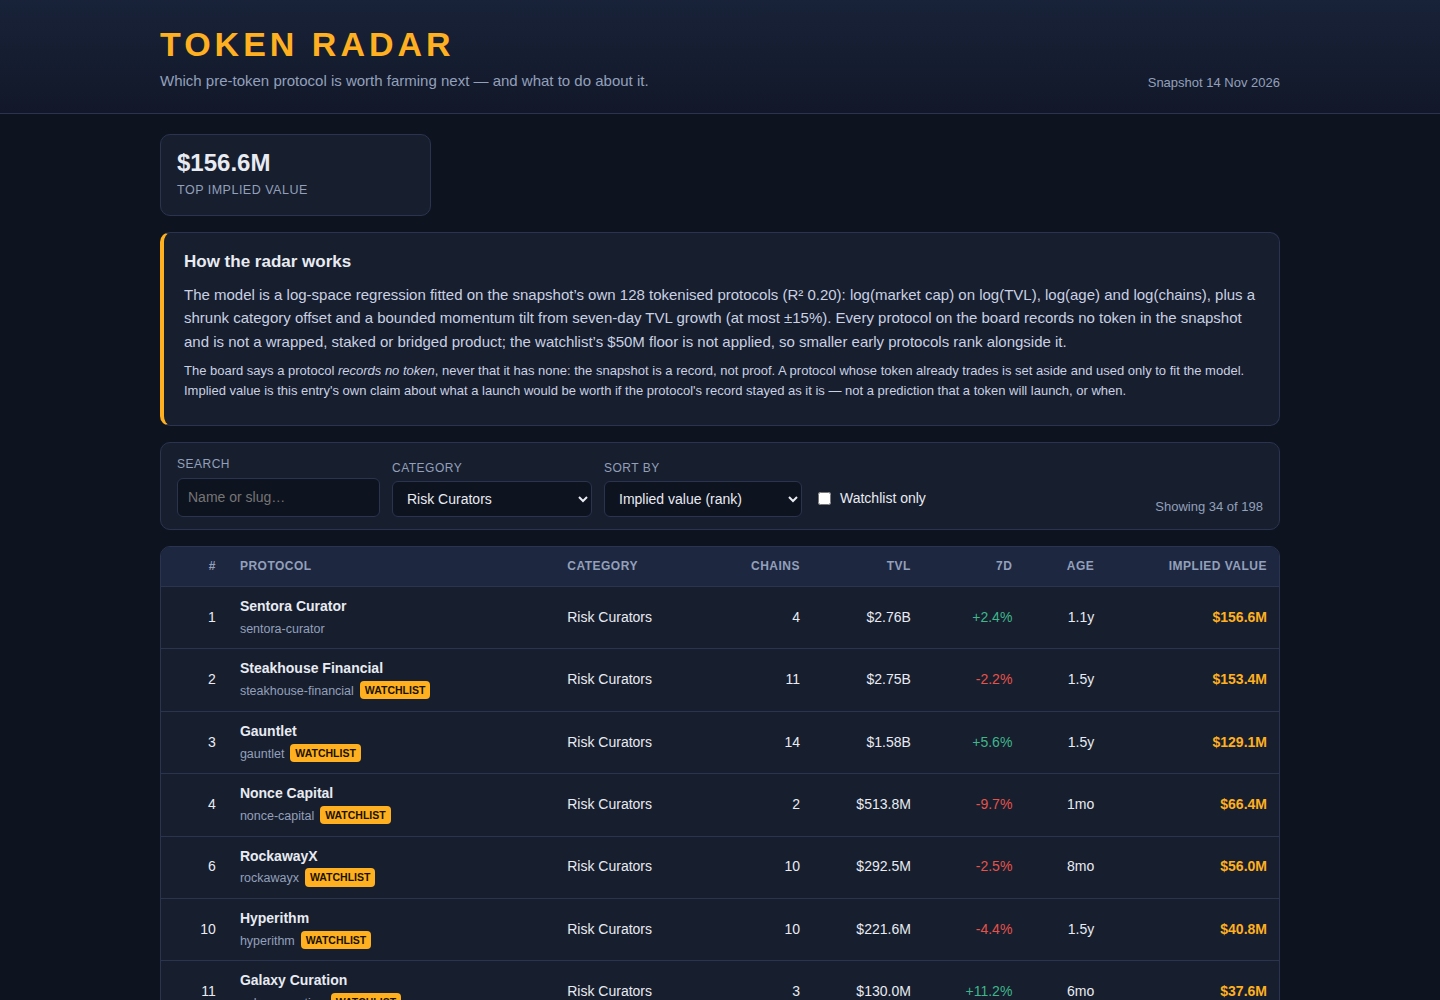 TOKEN RADAR
Which pre-token protocol is worth farming next — and what to do about it.
Snapshot 14 Nov 2026
$156.6M
TOP IMPLIED VALUE
How the radar works
The model is a log-space regression fitted on the snapshot's own 128 tokenised protocols (R² 0.20): log(market cap) on log(TVL), log(age) and log(chains), plus a
shrunk category offset and a bounded momentum tilt from seven-day TVL growth (at most ±15%). Every protocol on the board records no token in the snapshot
and is not a wrapped, staked or bridged product; the watchlist's $50M floor is not applied, so smaller early protocols rank alongside it.
The board says a protocol records no token, never that it has none: the snapshot is a record, not proof. A protocol whose token already trades is set aside and used only to fit the model.
Implied value is this entry's own claim about what a launch would be worth if the protocol's record stayed as it is — not a prediction that a token will launch, or when.
SEARCH CATEGORY SORT BY
Name or slug… Risk Curators Implied value (rank) Watchlist only Showing 34 of 198
# PROTOCOL CATEGORY CHAINS TVL 7D AGE IMPLIED VALUE
1 Sentora Curator Risk Curators 4 $2.76B +2.4% 1.1y $156.6M
sentora-curator
2 Steakhouse Financial Risk Curators 11 $2.75B -2.2% 1.5y $153.4M
steakhouse-financial WATCHLIST
3 Gauntlet Risk Curators 14 $1.58B +5.6% 1.5y $129.1M
gauntlet WATCHLIST
4 Nonce Capital Risk Curators 2 $513.8M -9.7% 1mo $66.4M
nonce-capital WATCHLIST
6 RockawayX Risk Curators 10 $292.5M -2.5% 8mo $56.0M
rockawayx WATCHLIST
10 Hyperithm Risk Curators 10 $221.6M -4.4% 1.5y $40.8M
hyperithm WATCHLIST
11 Galaxy Curation Risk Curators 3 $130.0M +11.2% 6mo $37.6M